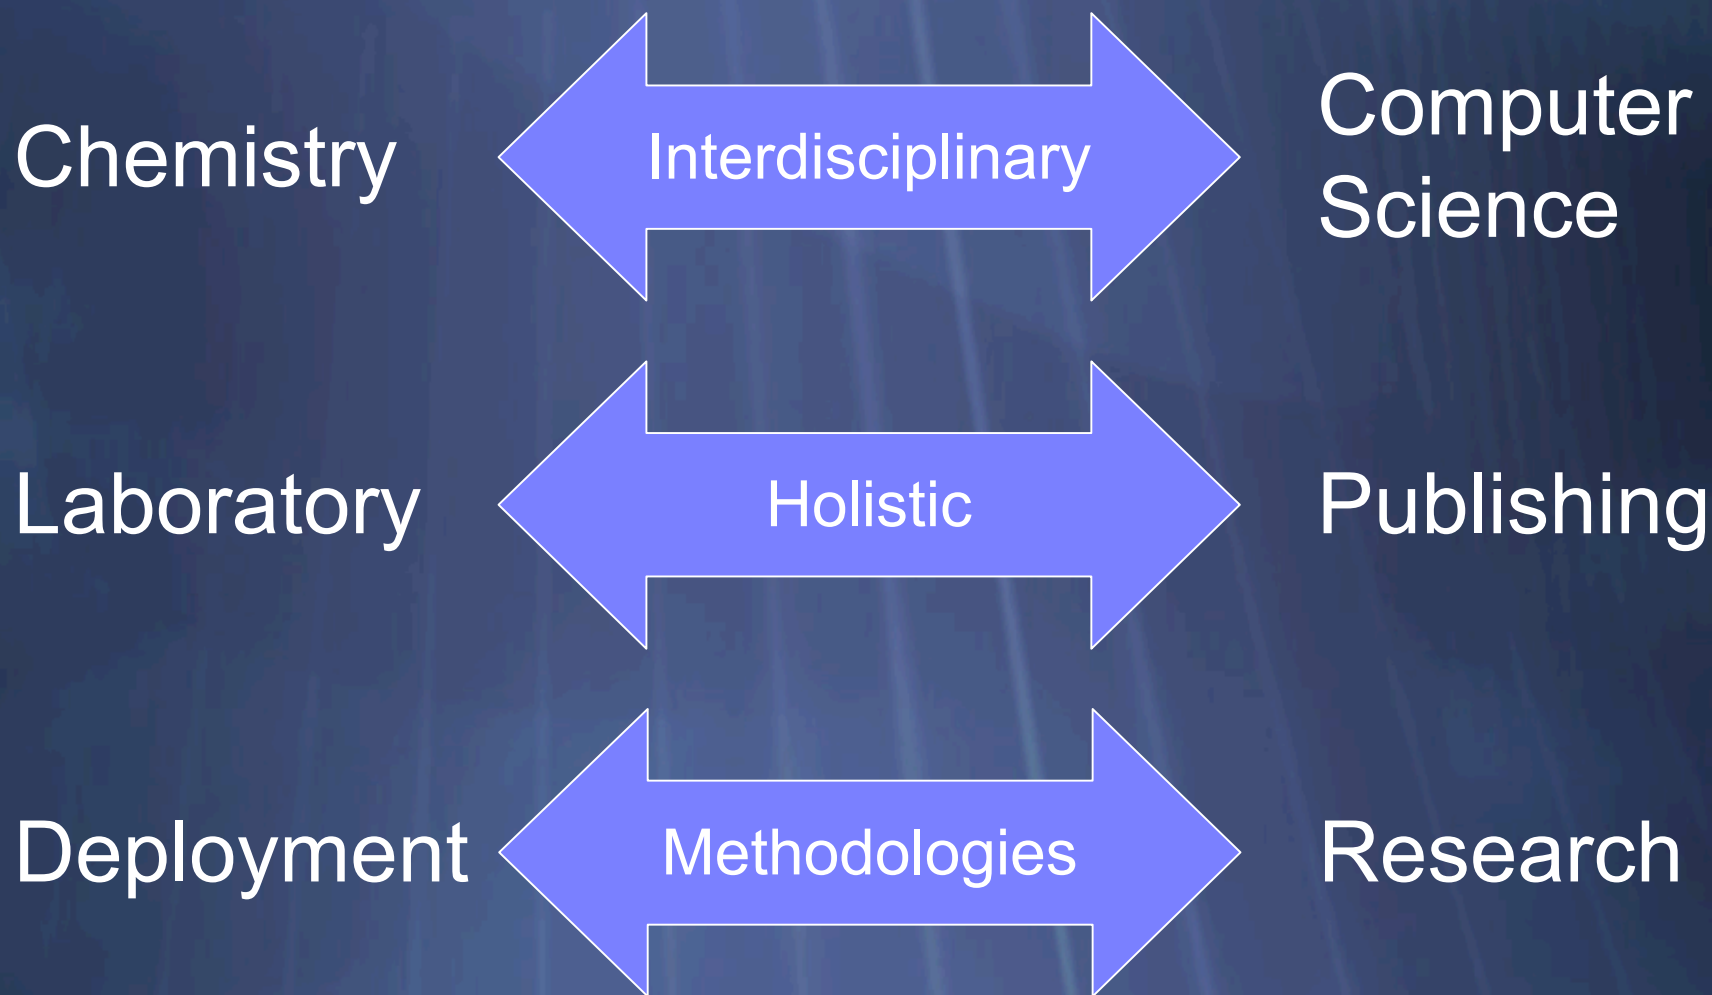 Chemistry
Interdisciplinary
Computer
Science
Laboratory
Holistic
Publishing
Deployment
Methodologies
Research